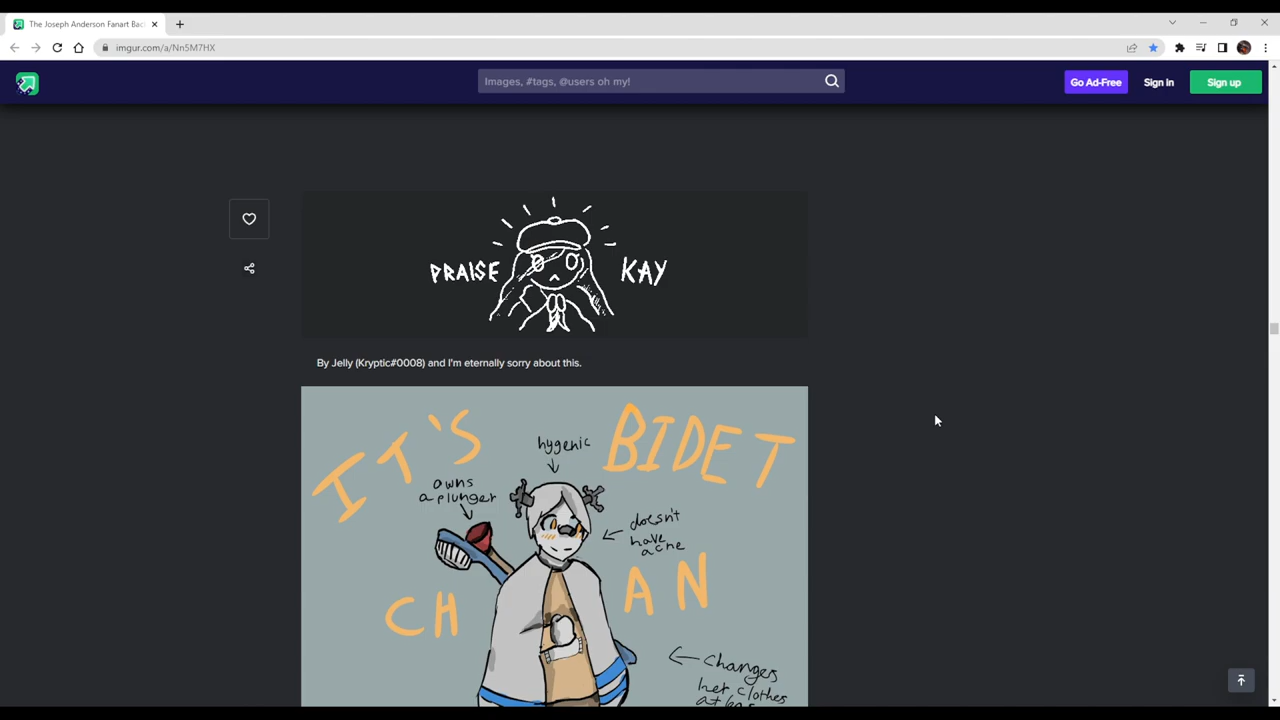 The Joseph Anderson Fanart Bac
imgur.com/a/Nn5M7HX
Images, #tags, @users oh my!
Go Ad-Free
Sign in
Sign up
PRAISE KAY
By Jelly (Kryptic#0008) and I'm eternally sorry about this.
IT'S BIDET
hygenic
owns
a plunger
doesn't
have
acne
CH AN
changes
her clothes